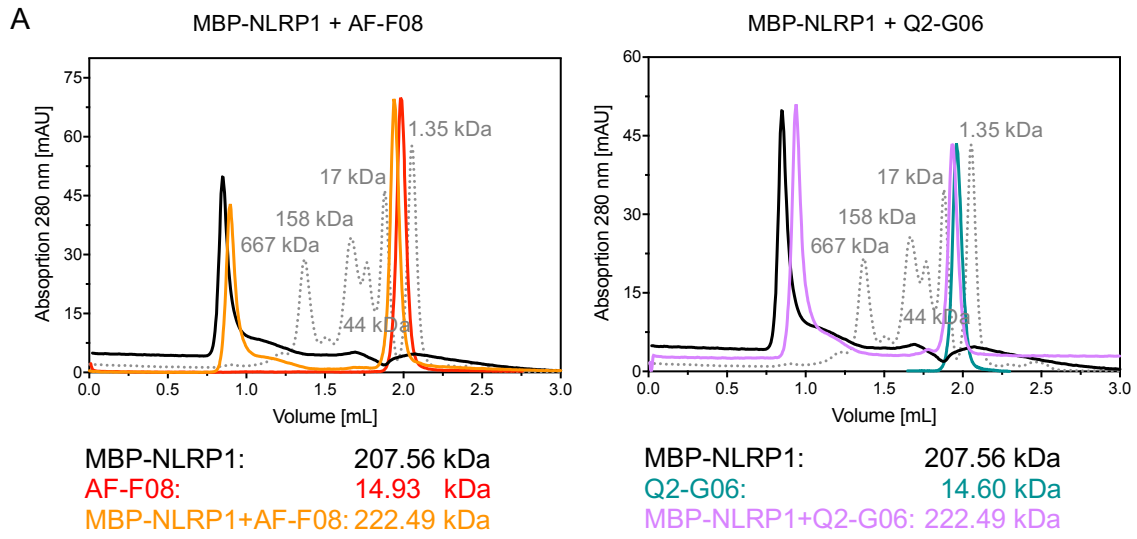 A
MBP-NLRP1 + AF-F08
Absoprtion 280 nm [mAU]
75
60
45
30
15
0
0.0 0.5 1.0 1.5 2.0 2.5 3.0
Volume [mL]
667 kDa
158 kDa
44 kDa
17 kDa
1.35 kDa
MBP-NLRP1: 207.56 kDa
AF-F08: 14.93 kDa
MBP-NLRP1+AF-F08: 222.49 kDa
MBP-NLRP1 + Q2-G06
Absoprtion 280 nm [mAU]
60
45
30
15
0
0.0 0.5 1.0 1.5 2.0 2.5 3.0
Volume [mL]
667 kDa
158 kDa
44 kDa
17 kDa
1.35 kDa
MBP-NLRP1: 207.56 kDa
Q2-G06: 14.60 kDa
MBP-NLRP1+Q2-G06: 222.49 kDa